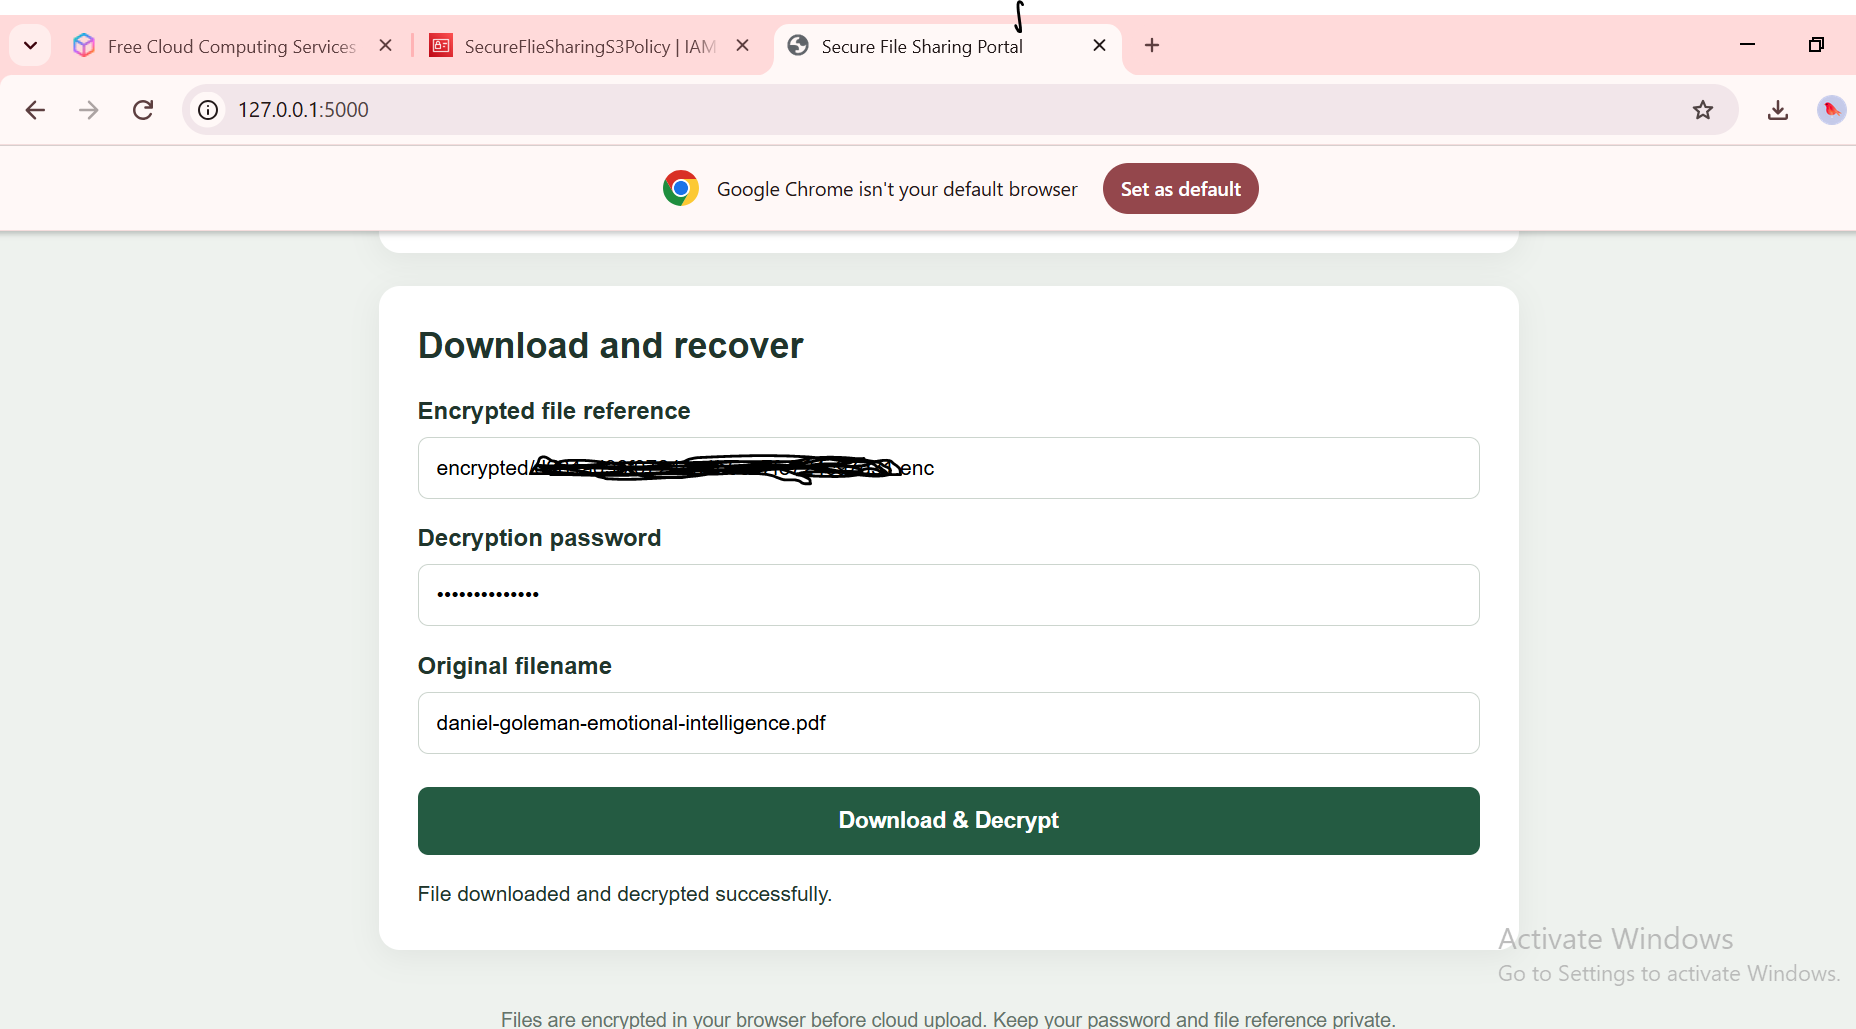 Free Cloud Computing Services
SecureFlieSharingS3Policy | IAM
Secure File Sharing Portal
127.0.0.1:5000
Google Chrome isn't your default browser
Set as default
Download and recover
Encrypted file reference
encrypted/ enc
Decryption password
••••••••••••••
Original filename
daniel-goleman-emotional-intelligence.pdf
Download & Decrypt
File downloaded and decrypted successfully.
Activate Windows
Go to Settings to activate Windows.
Files are encrypted in your browser before cloud upload. Keep your password and file reference private.